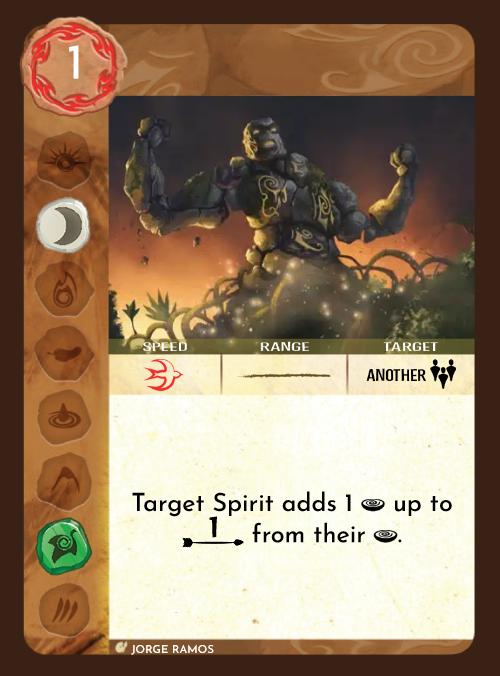 1
SPEED RANGE TARGET
ANOTHER
Target Spirit adds 1 up to
1 from their .
JORGE RAMOS